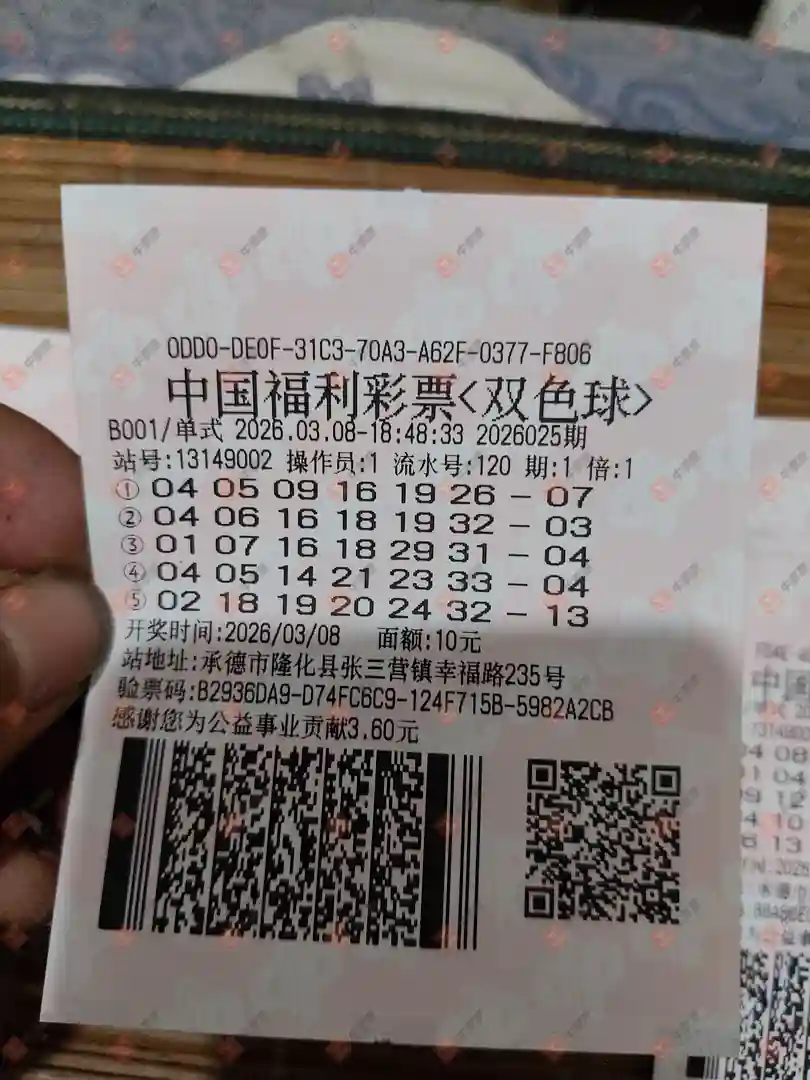 0DD0-DE0F-31C3-70A3-A62F-0377-F806
中国福利彩票<双色球>
B001/单式 2026.03.08-18:48:33 2026025期
站号:13149002 操作员:1 流水号:120 期:1 倍:1
① 04 05 09 16 19 26 - 07
② 04 06 16 18 19 32 - 03
③ 01 07 16 18 29 31 - 04
④ 04 05 14 21 23 33 - 04
⑤ 02 18 19 20 24 32 - 13
开奖时间:2026/03/08 面额:10元
站地址:承德市隆化县张三营镇幸福路235号
验票码:B2936DA9-D74FC6C9-124F715B-5982A2CB
感谢您为公益事业贡献3.60元